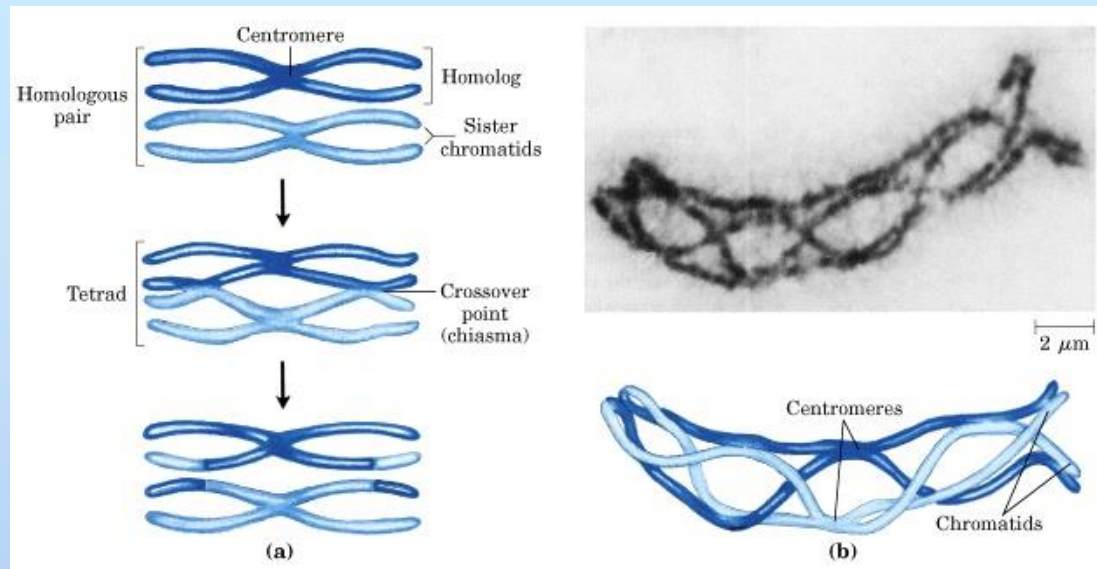 Centromere
Homologous
pair
Homolog
Sister
chromatids
Tetrad
Crossover
point
(chiasma)
(a)
2 μm
Centromeres
Chromatids
(b)